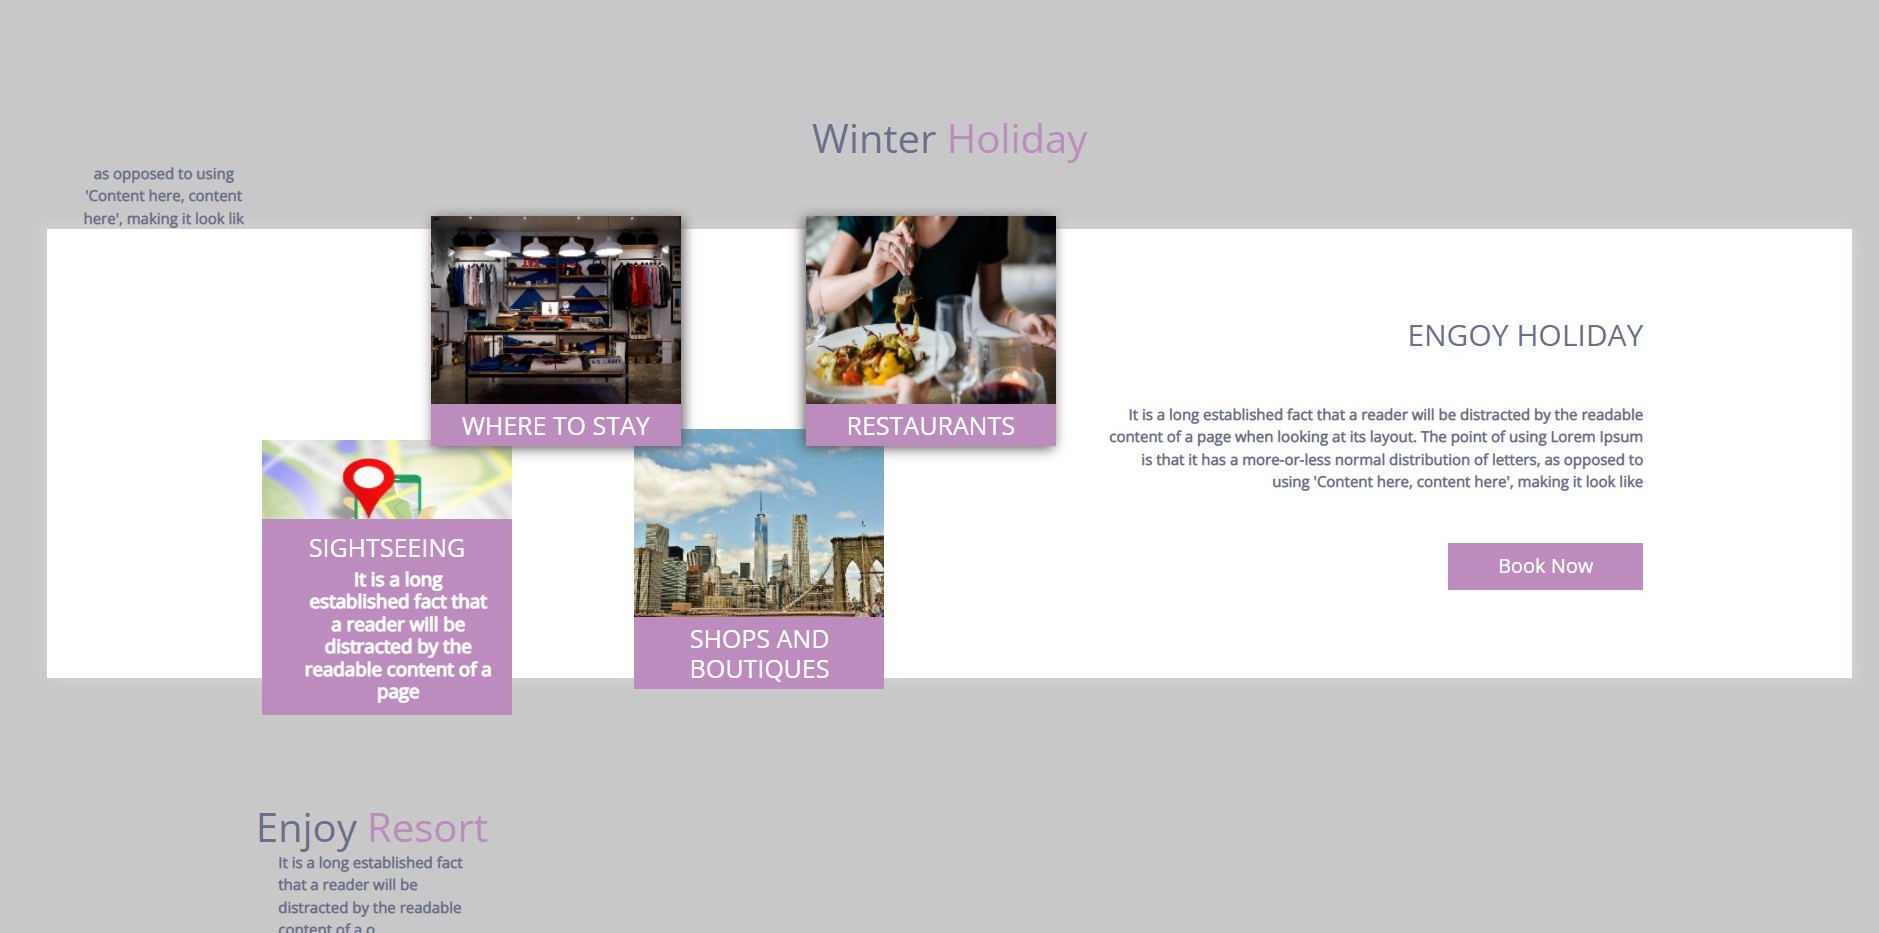 Winter Holiday
as opposed to using
'Content here, content
here', making it look lik
WHERE TO STAY
RESTAURANTS
SIGHTSEEING
It is a long
established fact that
a reader will be
distracted by the
readable content of a
page
SHOPS AND
BOUTIQUES
ENGOY HOLIDAY
It is a long established fact that a reader will be distracted by the readable
content of a page when looking at its layout. The point of using Lorem Ipsum
is that it has a more-or-less normal distribution of letters, as opposed to
using 'Content here, content here', making it look like
Book Now
Enjoy Resort
It is a long established fact
that a reader will be
distracted by the readable
content of a o